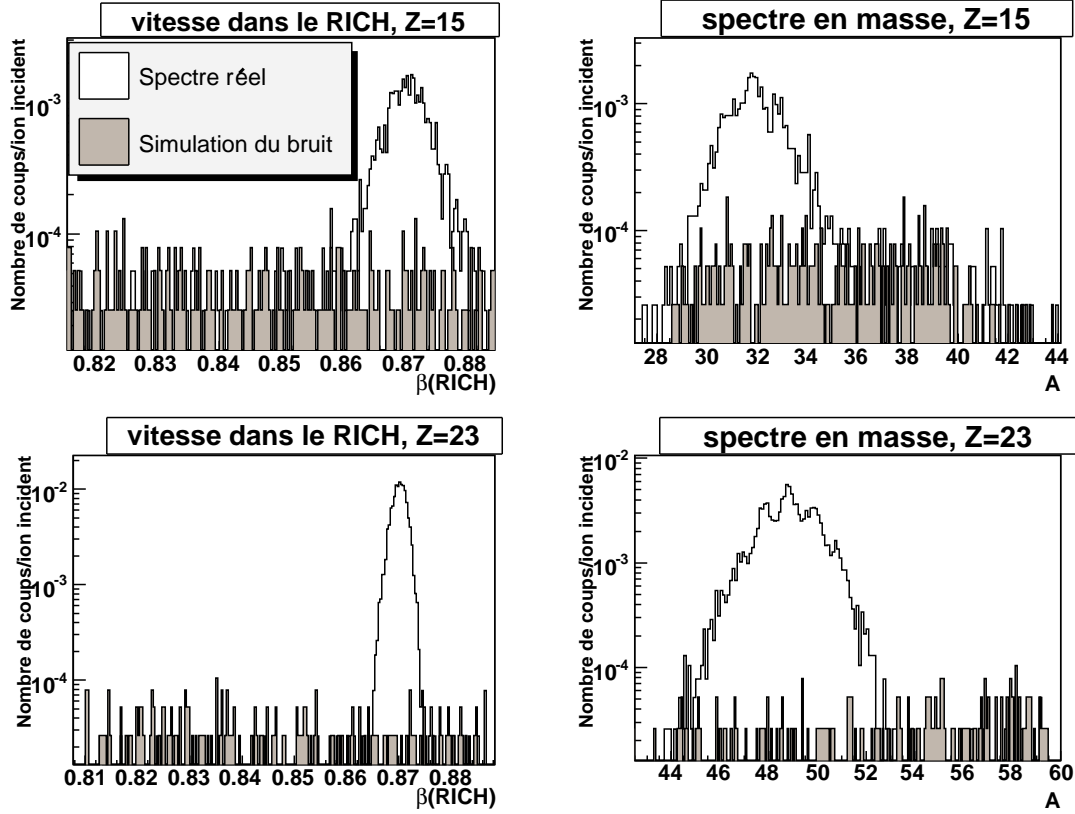 vitesse dans le RICH, Z=15
Nombre de coups/ion incident
10-3
10-4
Spectre réel
Simulation du bruit
0.82 0.83 0.84 0.85 0.86 0.87 0.88
β(RICH)
spectre en masse, Z=15
Nombre de coups/ion incident
10-3
10-4
28 30 32 34 36 38 40 42 44
A
vitesse dans le RICH, Z=23
Nombre de coups/ion incident
10-2
10-3
10-4
0.81 0.82 0.83 0.84 0.85 0.86 0.87 0.88
β(RICH)
spectre en masse, Z=23
Nombre de coups/ion incident
10-2
10-3
10-4
44 46 48 50 52 54 56 58 60
A